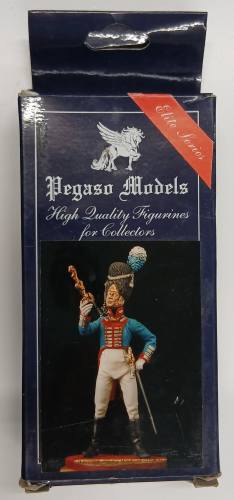 Elite Series
Pegaso Models
High Quality Figurines
for Collectors